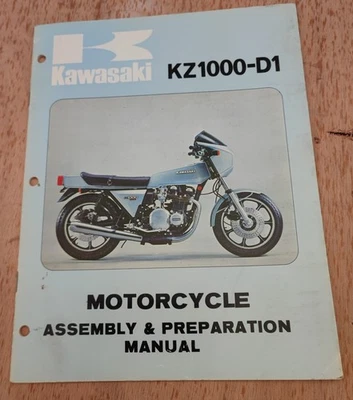 Kawasaki
KZ1000-D1
MOTORCYCLE
ASSEMBLY & PREPARATION
MANUAL